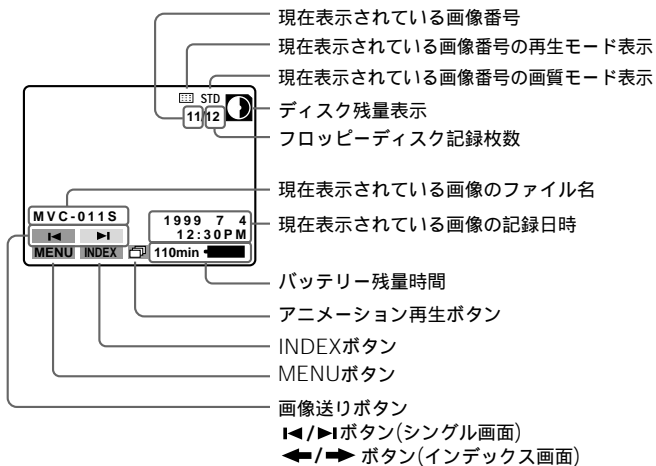 現在表示されている画像番号
現在表示されている画像番号の再生モード表示
現在表示されている画像番号の画質モード表示
STD
ディスク残量表示
11/12
フロッピーディスク記録枚数
現在表示されている画像のファイル名
MVC-011S
1999 7 4
現在表示されている画像の記録日時
12:30PM
MENU INDEX 110min
バッテリー残量時間
アニメーション再生ボタン
INDEXボタン
MENUボタン
画像送りボタン
I◀/▶Iボタン(シングル画面)
←/→ ボタン(インデックス画面)